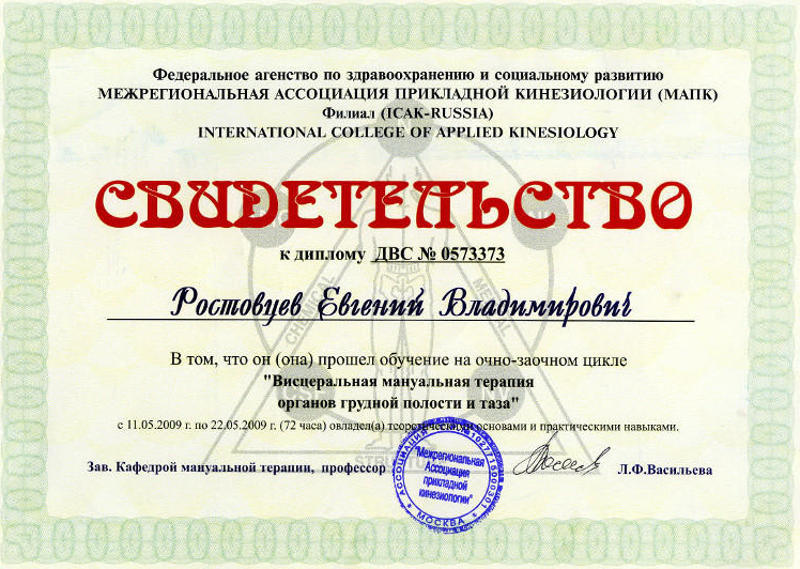 Федеральное агенство по здравоохранению и социальному развитию
МЕЖРЕГИОНАЛЬНАЯ АССОЦИАЦИЯ ПРИКЛАДНОЙ КИНЕЗИОЛОГИИ (МАПК)
Филиал (ICAK-RUSSIA)
INTERNATIONAL COLLEGE OF APPLIED KINESIOLOGY
СВИДЕТЕЛЬСТВО
к диплому ДВС № 0573373
Ростовцев Евгений Владимирович
CHEMICAL
MENTAL
В том, что он (она) прошел обучение на очно-заочном цикле
"Висцеральная мануальная терапия
органов грудной полости и таза"
с 11.05.2009 г. по 22.05.2009 г. (72 часа) овладел(а) теоретическими основами и практическими навыками.
Зав. Кафедрой мануальной терапии, профессор
Л.Ф.Васильева
"Межрегиональная
Ассоциация
прикладной
кинезиологии"
АССОЦИАЦИЯ
МОСКВА